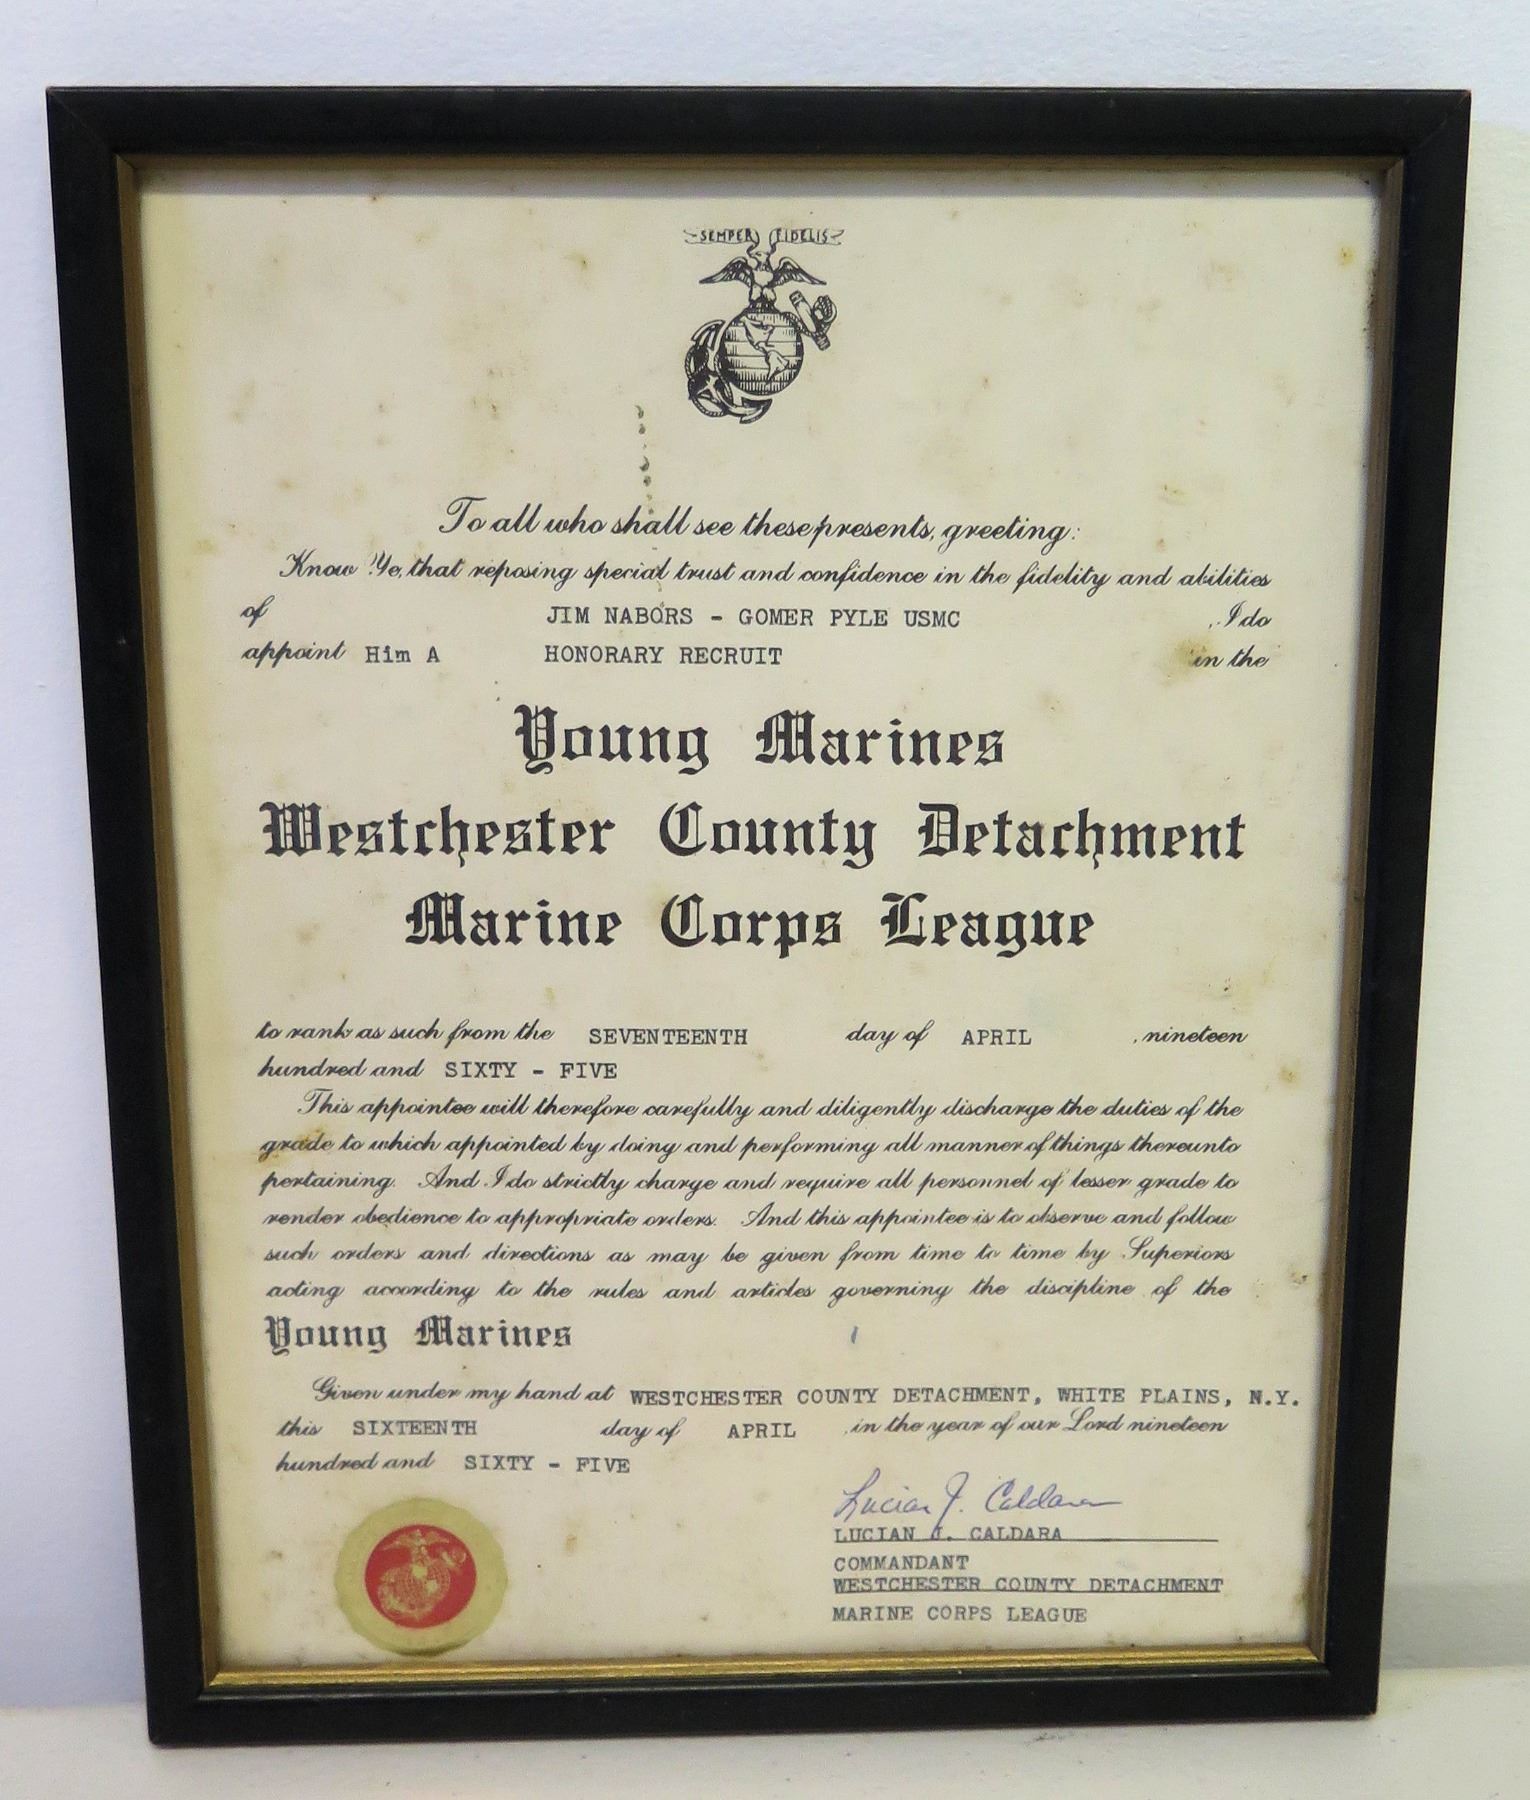 SEMPER FIDELIS
To all who shall see these presents, greeting:
Know Ye, that reposing special trust and confidence in the fidelity and abilities
of JIM NABORS - GOMER PYLE USMC , I do
appoint Him A HONORARY RECRUIT in the
Young Marines
Westchester County Detachment
Marine Corps League
to rank as such from the SEVENTEENTH day of APRIL , nineteen
hundred and SIXTY - FIVE
This appointee will therefore carefully and diligently discharge the duties of the
grade to which appointed by doing and performing all manner of things thereunto
pertaining. And I do strictly charge and require all personnel of lesser grade to
render obedience to appropriate orders. And this appointee is to observe and follow
such orders and directions as may be given from time to time by Superiors
acting according to the rules and articles governing the discipline of the
Young Marines
Given under my hand at WESTCHESTER COUNTY DETACHMENT, WHITE PLAINS, N.Y.
this SIXTEENTH day of APRIL , in the year of our Lord nineteen
hundred and SIXTY - FIVE
Lucian J. Caldara
LUCIAN J. CALDARA
COMMANDANT
WESTCHESTER COUNTY DETACHMENT
MARINE CORPS LEAGUE